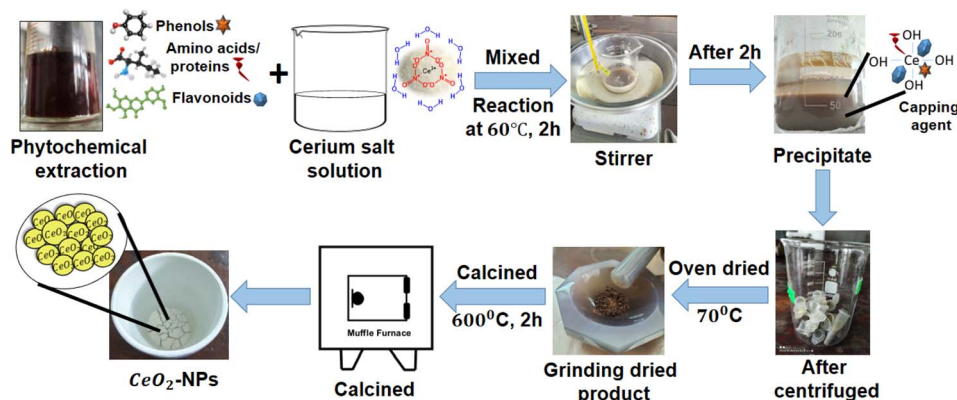 Phenols
Amino acids/
proteins
Flavonoids
Phytochemical
extraction
+
Cerium salt
solution
Mixed
Reaction
at 60°C, 2h
Stirrer
After 2h
Precipitate
50
OH
OH Ce OH
OH
Capping
agent
After
centrifuged
Oven dried
70⁰C
Grinding dried
product
Calcined
600⁰C, 2h
Muffle Furnace
Calcined
CeO₂-NPs